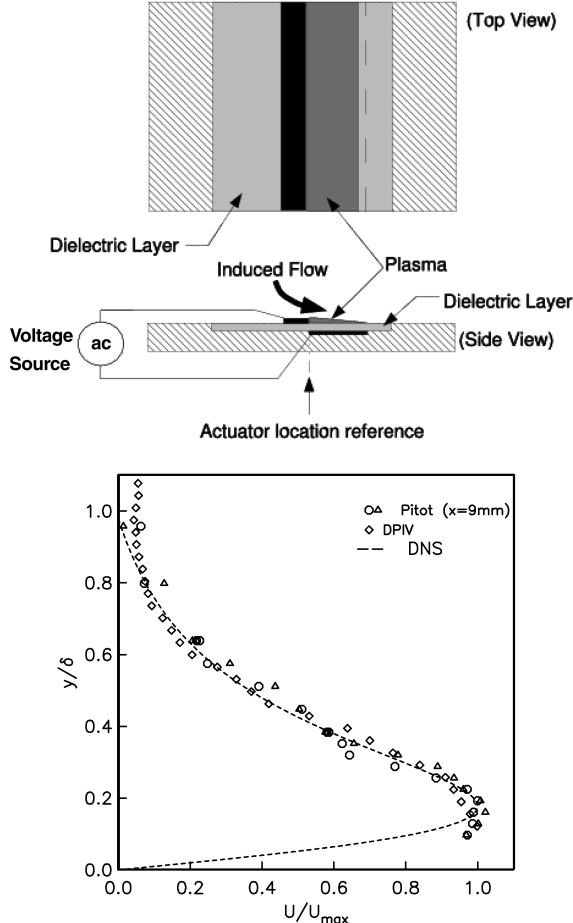 (Top View)
Dielectric Layer
Plasma
Induced Flow
Dielectric Layer
Voltage
Source
ac
(Side View)
Actuator location reference
Pitot (x=9mm)
DPIV
DNS
1.0
0.8
0.6
0.4
0.2
0.0
y/δ
0.0 0.2 0.4 0.6 0.8 1.0
U/Umax